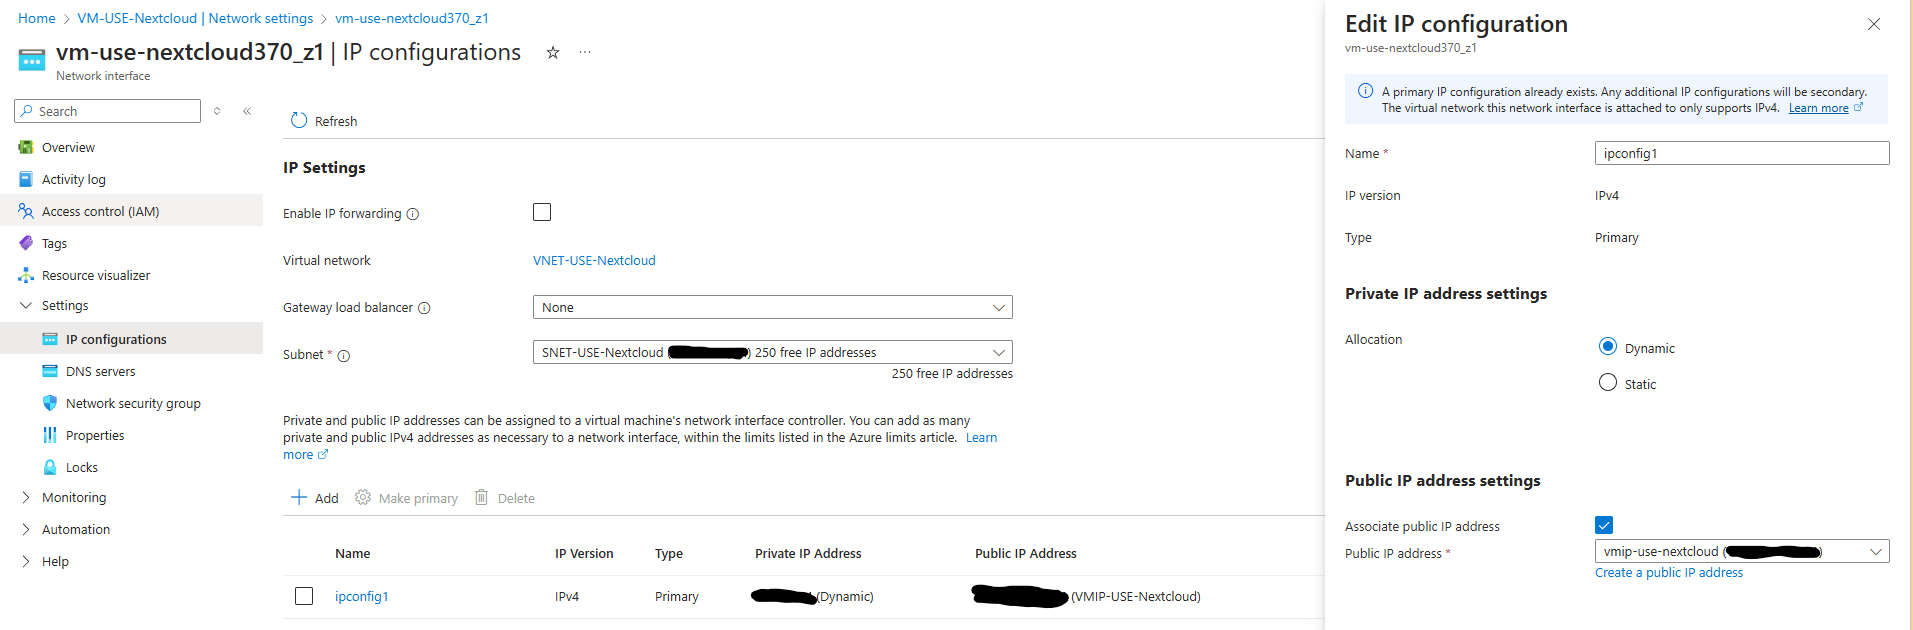 Home > VM-USE-Nextcloud | Network settings > vm-use-nextcloud370_z1
vm-use-nextcloud370_z1 | IP configurations
Network interface
Search
Overview
Activity log
Access control (IAM)
Tags
Resource visualizer
Settings
IP configurations
DNS servers
Network security group
Properties
Locks
Monitoring
Automation
Help
Refresh
IP Settings
Enable IP forwarding
Virtual network VNET-USE-Nextcloud
Gateway load balancer None
Subnet * SNET-USE-Nextcloud ( ) 250 free IP addresses
250 free IP addresses
Private and public IP addresses can be assigned to a virtual machine's network interface controller. You can add as many
private and public IPv4 addresses as necessary to a network interface, within the limits listed in the Azure limits article. Learn
more
Add Make primary Delete
Name IP Version Type Private IP Address Public IP Address
ipconfig1 IPv4 Primary (Dynamic) (VMIP-USE-Nextcloud)
Edit IP configuration
vm-use-nextcloud370_z1
A primary IP configuration already exists. Any additional IP configurations will be secondary.
The virtual network this network interface is attached to only supports IPv4. Learn more
Name * ipconfig1
IP version IPv4
Type Primary
Private IP address settings
Allocation
Dynamic
Static
Public IP address settings
Associate public IP address
Public IP address * vmip-use-nextcloud ( )
Create a public IP address